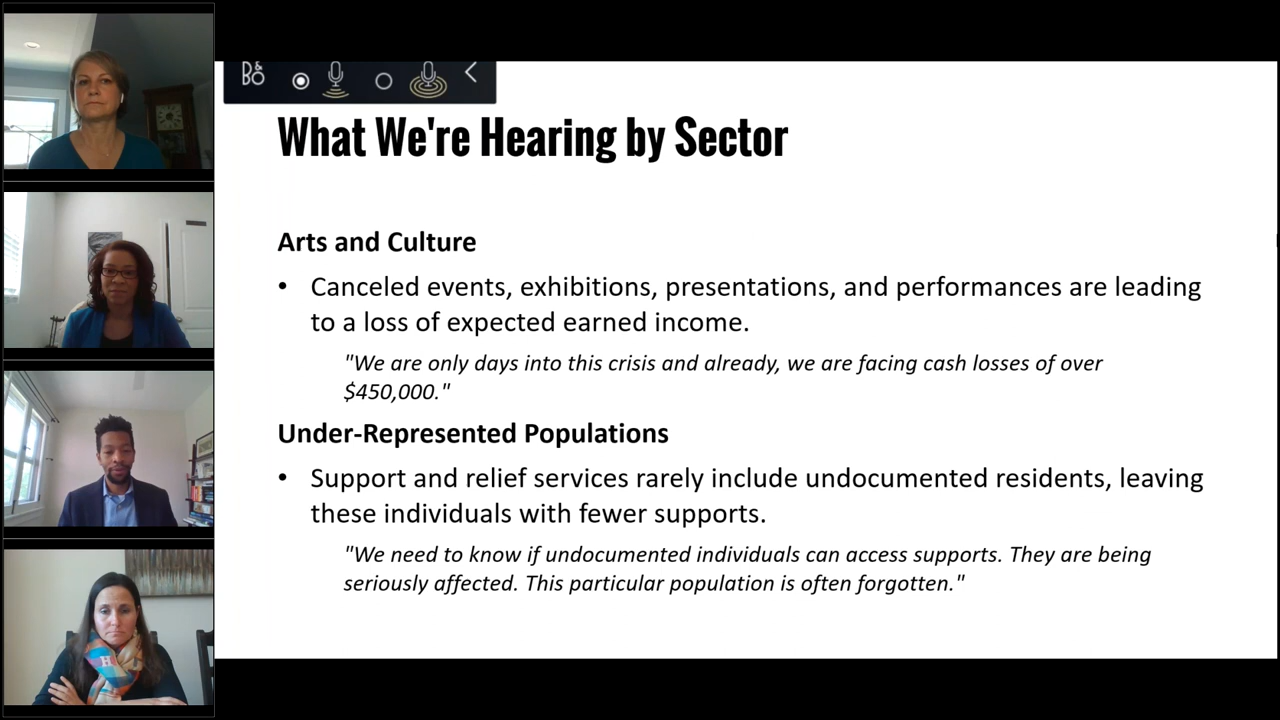 B&O
What We're Hearing by Sector
Arts and Culture
• Canceled events, exhibitions, presentations, and performances are leading
to a loss of expected earned income.
"We are only days into this crisis and already, we are facing cash losses of over
$450,000."
Under-Represented Populations
• Support and relief services rarely include undocumented residents, leaving
these individuals with fewer supports.
"We need to know if undocumented individuals can access supports. They are being
seriously affected. This particular population is often forgotten."
H